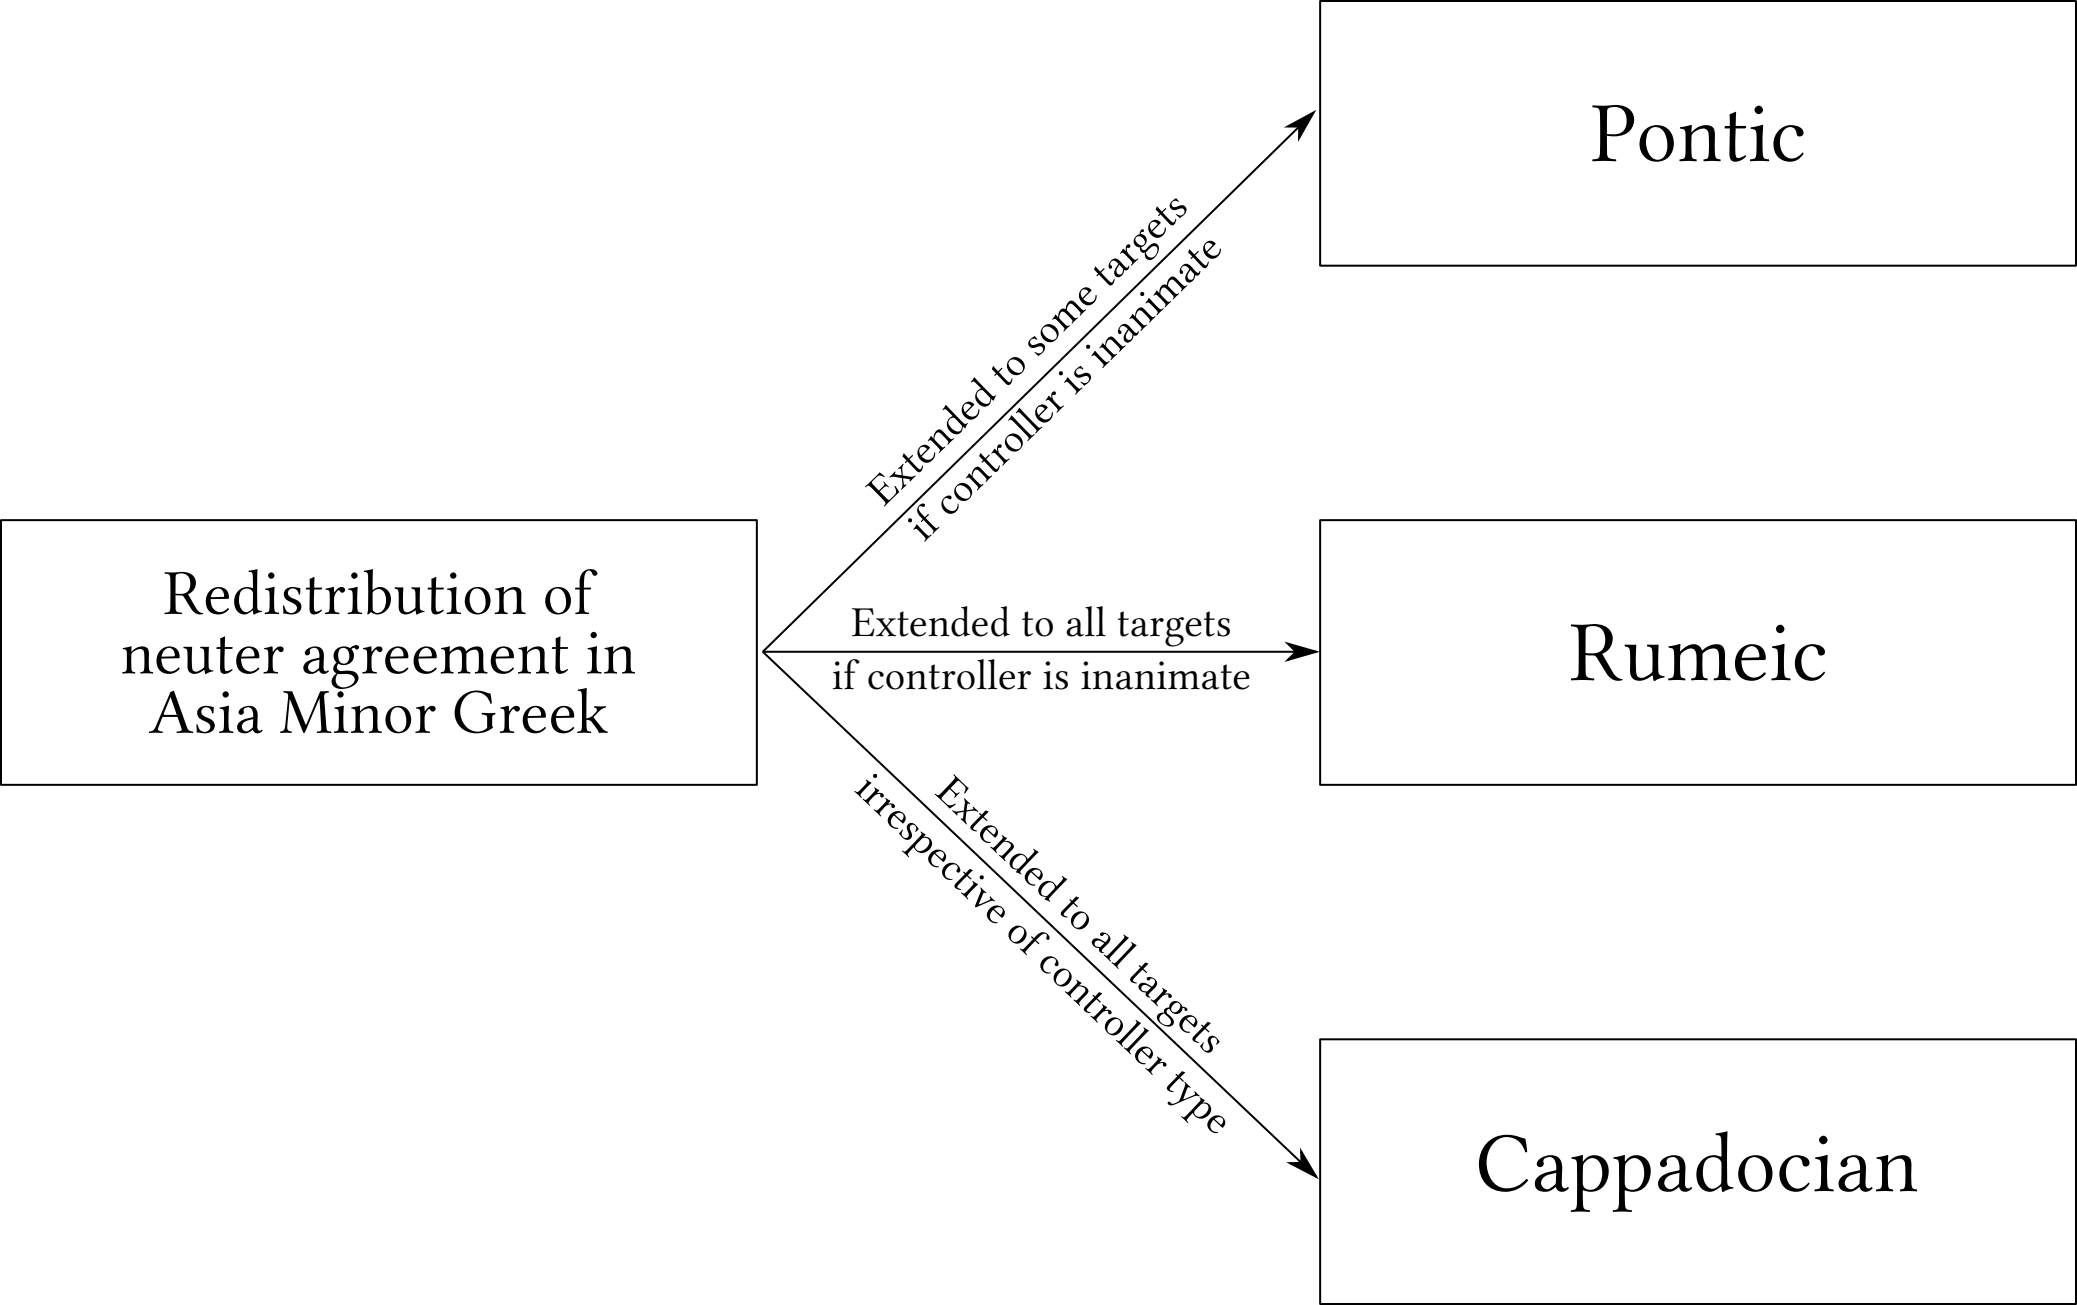 Pontic
Extended to some targets
if controller is inanimate
Redistribution of
neuter agreement in
Asia Minor Greek
Extended to all targets
if controller is inanimate
Rumeic
Extended to all targets
irrespective of controller type
Cappadocian